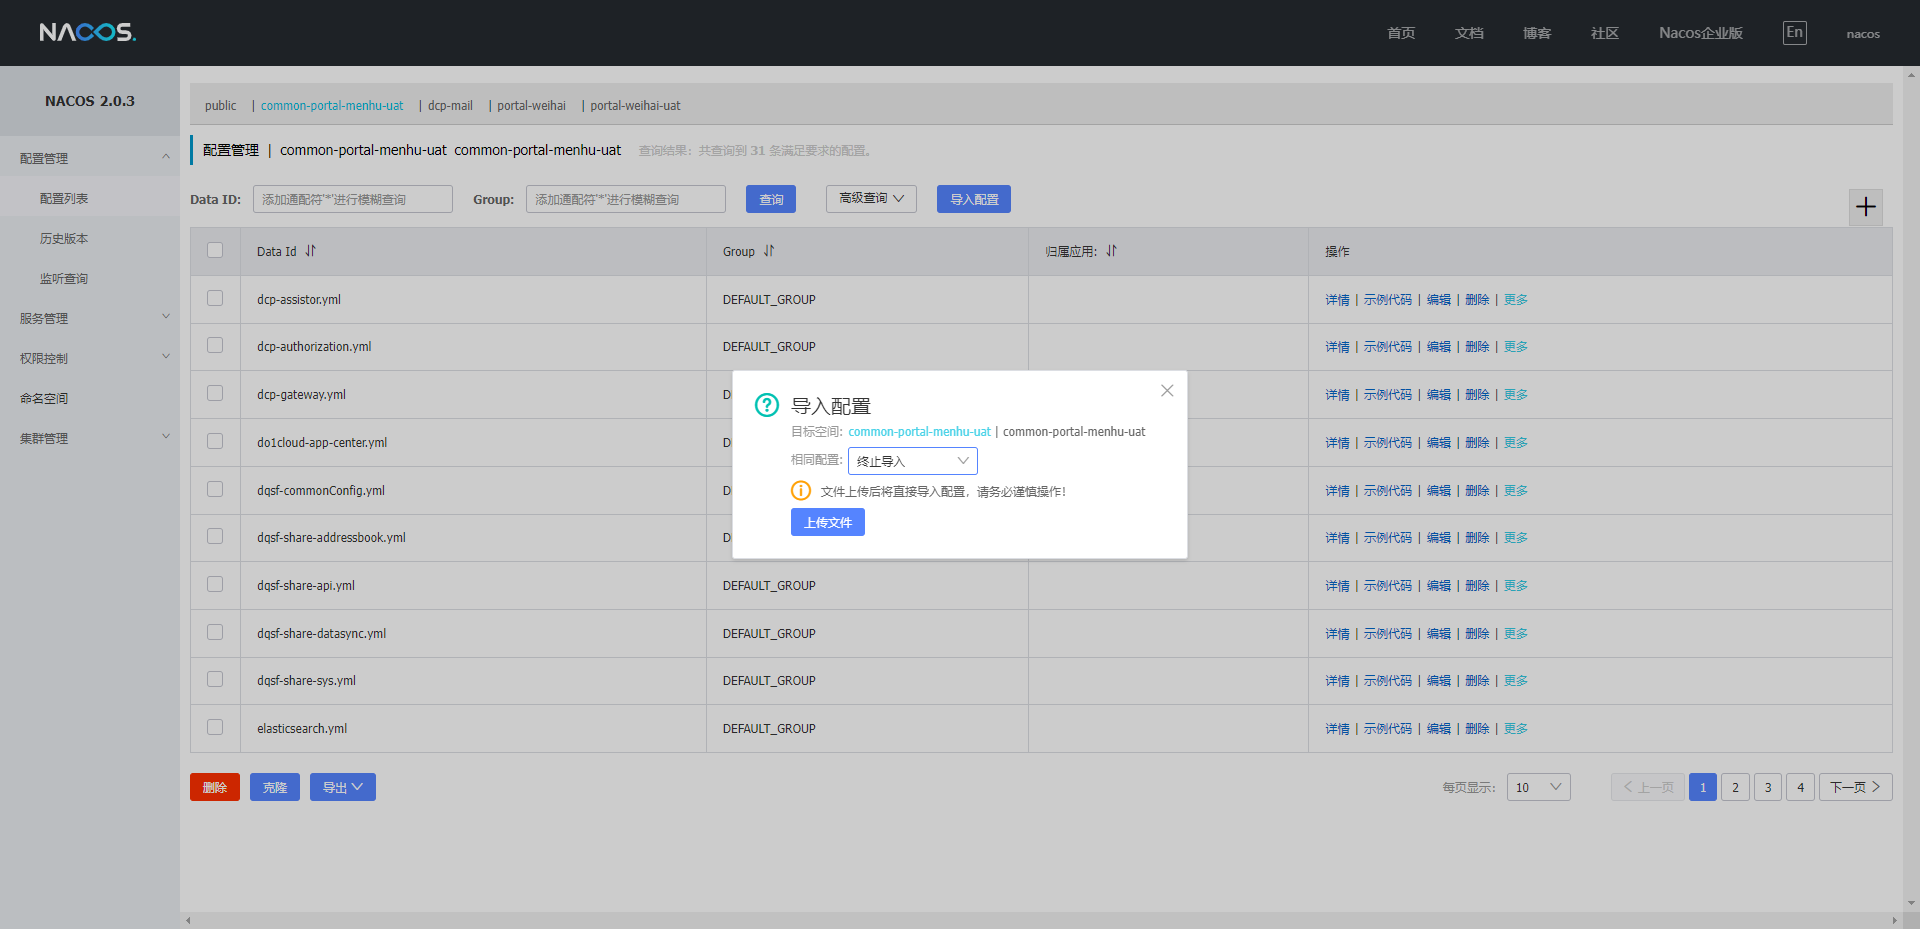 NACOS.
首页 文档 博客 社区 Nacos企业版 En nacos
NACOS 2.0.3
配置管理
配置列表
历史版本
监听查询
服务管理
权限控制
命名空间
集群管理
public | common-portal-menhu-uat | dcp-mail | portal-weihai | portal-weihai-uat
配置管理 | common-portal-menhu-uat common-portal-menhu-uat 查询结果：共查询到 31 条满足要求的配置。
Data ID: 添加通配符'*'进行模糊查询 Group: 添加通配符'*'进行模糊查询 查询 高级查询 导入配置
Data Id Group 归属应用: 操作
dcp-assistor.yml DEFAULT_GROUP 详情 | 示例代码 | 编辑 | 删除 | 更多
dcp-authorization.yml DEFAULT_GROUP 详情 | 示例代码 | 编辑 | 删除 | 更多
dcp-gateway.yml D 详情 | 示例代码 | 编辑 | 删除 | 更多
do1cloud-app-center.yml 详情 | 示例代码 | 编辑 | 删除 | 更多
dqsf-commonConfig.yml D 详情 | 示例代码 | 编辑 | 删除 | 更多
dqsf-share-addressbook.yml D 详情 | 示例代码 | 编辑 | 删除 | 更多
dqsf-share-api.yml DEFAULT_GROUP 详情 | 示例代码 | 编辑 | 删除 | 更多
dqsf-share-datasync.yml DEFAULT_GROUP 详情 | 示例代码 | 编辑 | 删除 | 更多
dqsf-share-sys.yml DEFAULT_GROUP 详情 | 示例代码 | 编辑 | 删除 | 更多
elasticsearch.yml DEFAULT_GROUP 详情 | 示例代码 | 编辑 | 删除 | 更多
导入配置
目标空间: common-portal-menhu-uat | common-portal-menhu-uat
相同配置: 终止导入
文件上传后将直接导入配置，请务必谨慎操作！
上传文件
删除 克隆 导出 每页显示: 10 上一页 1 2 3 4 下一页